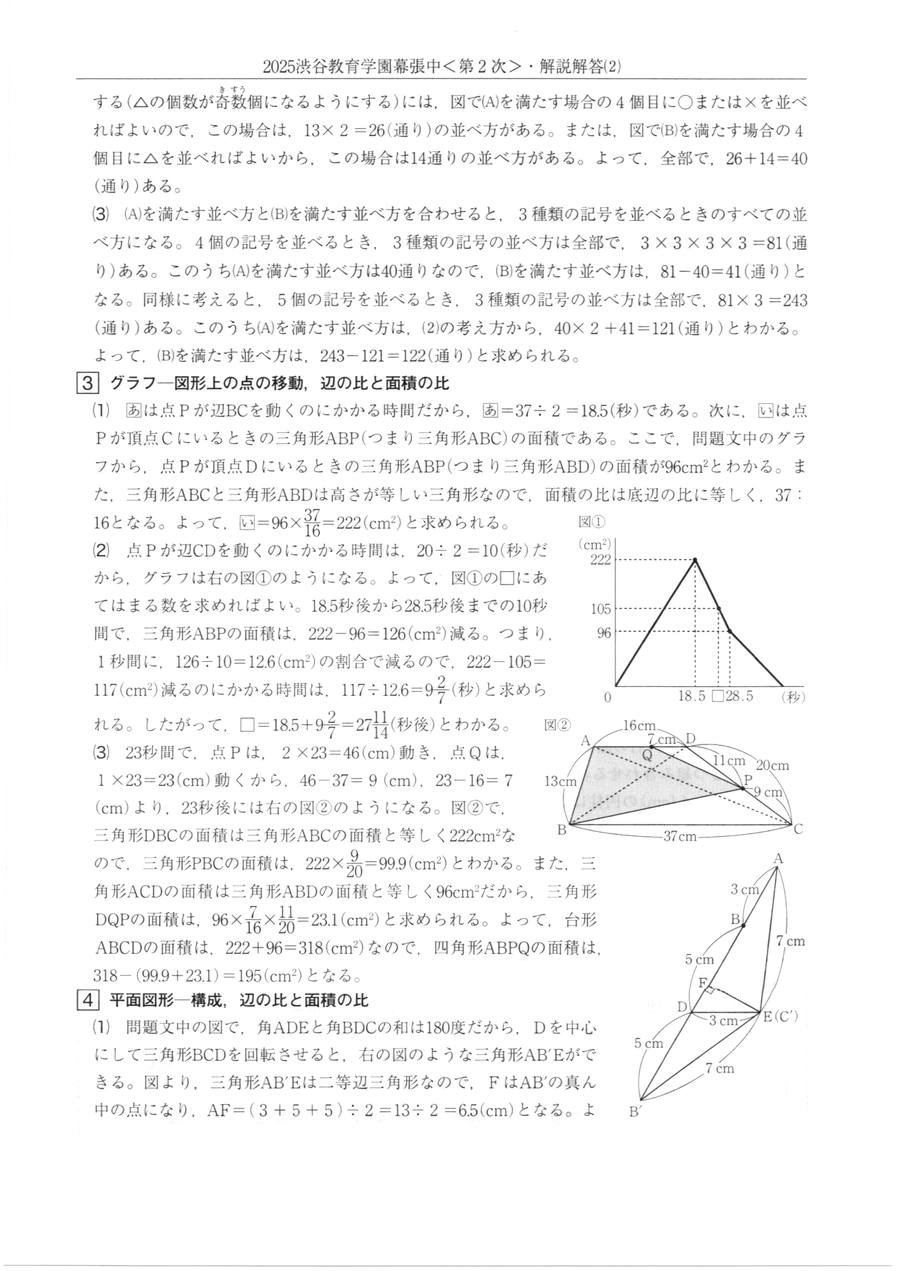 2025渋谷教育学園幕張中<第2次>・解説解答(2)
する(△の個数が奇数個になるようにする)には，図で(A)を満たす場合の4個目に○または×を並べ
ればよいので，この場合は，13×2=26(通り)の並べ方がある。または，図で(B)を満たす場合の4
個目に△を並べればよいから，この場合は14通りの並べ方がある。よって，全部で，26+14=40
(通り)ある。
(3) (A)を満たす並べ方と(B)を満たす並べ方を合わせると，3種類の記号を並べるときのすべての並
べ方になる。4個の記号を並べるとき，3種類の記号の並べ方は全部で，3×3×3×3=81(通
り)ある。このうち(A)を満たす並べ方は40通りなので，(B)を満たす並べ方は，81-40=41(通り)と
なる。同様に考えると，5個の記号を並べるとき，3種類の記号の並べ方は全部で，81×3=243
(通り)ある。このうち(A)を満たす並べ方は，(2)の考え方から，40×2+41=121(通り)とわかる。
よって，(B)を満たす並べ方は，243-121=122(通り)と求められる。
3 グラフ―図形上の点の移動，辺の比と面積の比
(1) あは点Pが辺BCを動くのにかかる時間だから，あ=37÷2=18.5(秒)である。次に，いは点
Pが頂点Cにいるときの三角形ABP(つまり三角形ABC)の面積である。ここで，問題文中のグラ
フから，点Pが頂点Dにいるときの三角形ABP(つまり三角形ABD)の面積が96cm²とわかる。ま
た，三角形ABCと三角形ABDは高さが等しい三角形なので，面積の比は底辺の比に等しく，37：
16となる。よって，い=96×37/16=222(cm²)と求められる。
(2) 点Pが辺CDを動くのにかかる時間は，20÷2=10(秒)だ
から，グラフは右の図①のようになる。よって，図①の□にあ
てはまる数を求めればよい。18.5秒後から28.5秒後までの10秒
間で，三角形ABPの面積は，222-96=126(cm²)減る。つまり，
1秒間に，126÷10=12.6(cm²)の割合で減るので，222-105=
117(cm²)減るのにかかる時間は，117÷12.6=9 2/7(秒)と求めら
れる。したがって，□=18.5+9 2/7=27 11/14(秒後)とわかる。
(3) 23秒間で，点Pは，2×23=46(cm)動き，点Qは，
1×23=23(cm)動くから，46-37=9(cm)，23-16=7
(cm)より，23秒後には右の図②のようになる。図②で，
三角形DBCの面積は三角形ABCの面積と等しく222cm²な
ので，三角形PBCの面積は，222×9/20=99.9(cm²)とわかる。また，三
角形ACDの面積は三角形ABDの面積と等しく96cm²だから，三角形
DQPの面積は，96×7/16×11/20=23.1(cm²)と求められる。よって，台形
ABCDの面積は，222+96=318(cm²)なので，四角形ABPQの面積は，
318-(99.9+23.1)=195(cm²)となる。
4 平面図形―構成，辺の比と面積の比
(1) 問題文中の図で，角ADEと角BDCの和は180度だから，Dを中心
にして三角形BCDを回転させると，右の図のような三角形AB′Eがで
きる。図より，三角形AB′Eは二等辺三角形なので，FはAB′の真ん
中の点になり，AF=(3+5+5)÷2=13÷2=6.5(cm)となる。よ
図①
(cm²)
222
105
96
0
18.5
□
28.5
(秒)
図②
16cm
A
7cm
D
Q
11cm
20cm
13cm
P
9cm
B
37cm
C
A
3cm
B
7cm
5cm
F
D
3cm
E(C′)
5cm
7cm
B′
きすう